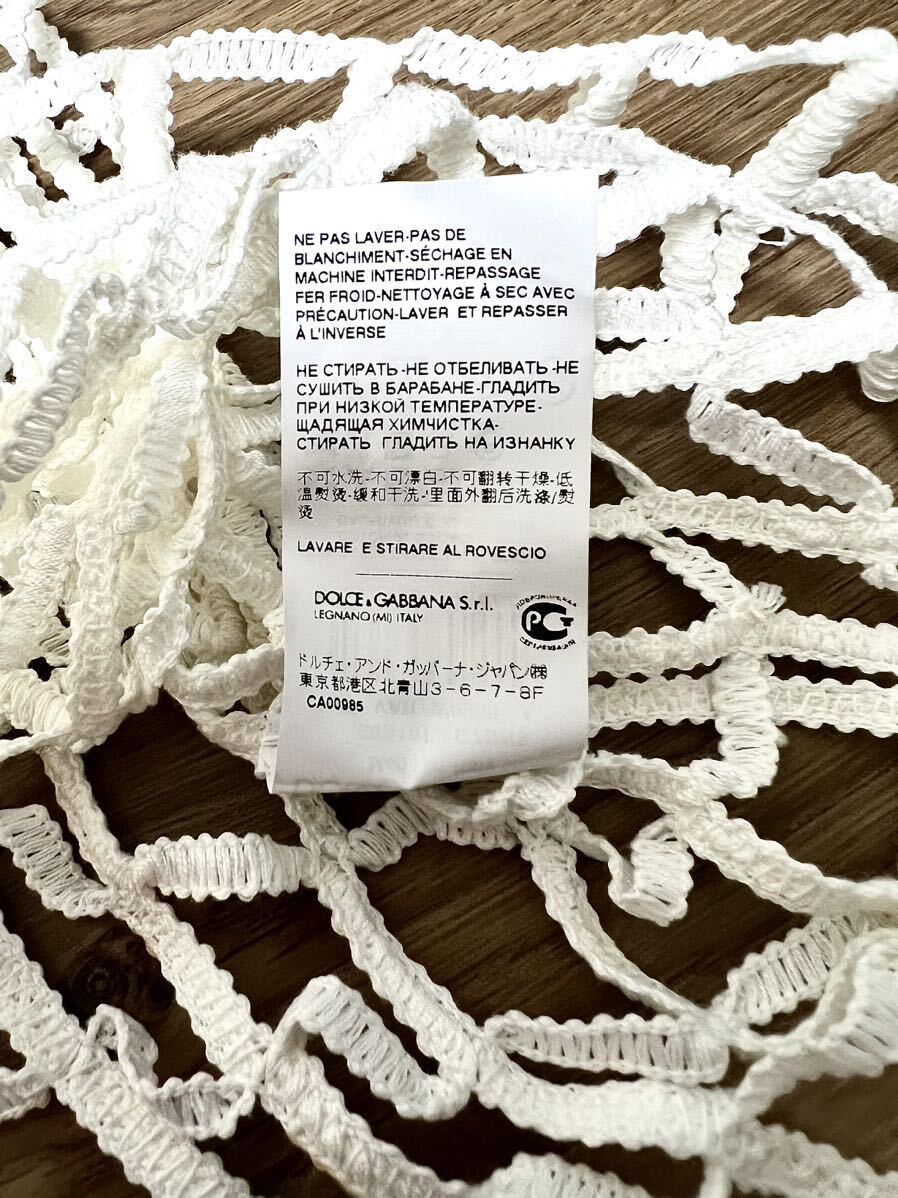 NE PAS LAVER-PAS DE
BLANCHIMENT-SÉCHAGE EN
MACHINE INTERDIT-REPASSAGE
FER FROID-NETTOYAGE À SEC AVEC
PRÉCAUTION-LAVER ET REPASSER
À L'INVERSE
НЕ СТИРАТЬ-НЕ ОТБЕЛИВАТЬ-НЕ
СУШИТЬ В БАРАБАНЕ-ГЛАДИТЬ
ПРИ НИЗКОЙ ТЕМПЕРАТУРЕ-
ЩАДЯЩАЯ ХИМЧИСТКА-
СТИРАТЬ ГЛАДИТЬ НА ИЗНАНКУ
不可水洗-不可漂白-不可翻转干燥-低
温熨烫-缓和干洗-里面外翻后洗涤/熨
烫
LAVARE E STIRARE AL ROVESCIO
DOLCE & GABBANA S.r.l.
LEGNANO (MI) ITALY
ドルチェ・アンド・ガッバーナ・ジャパン㈱
東京都港区北青山3-6-7-8F
CA00985